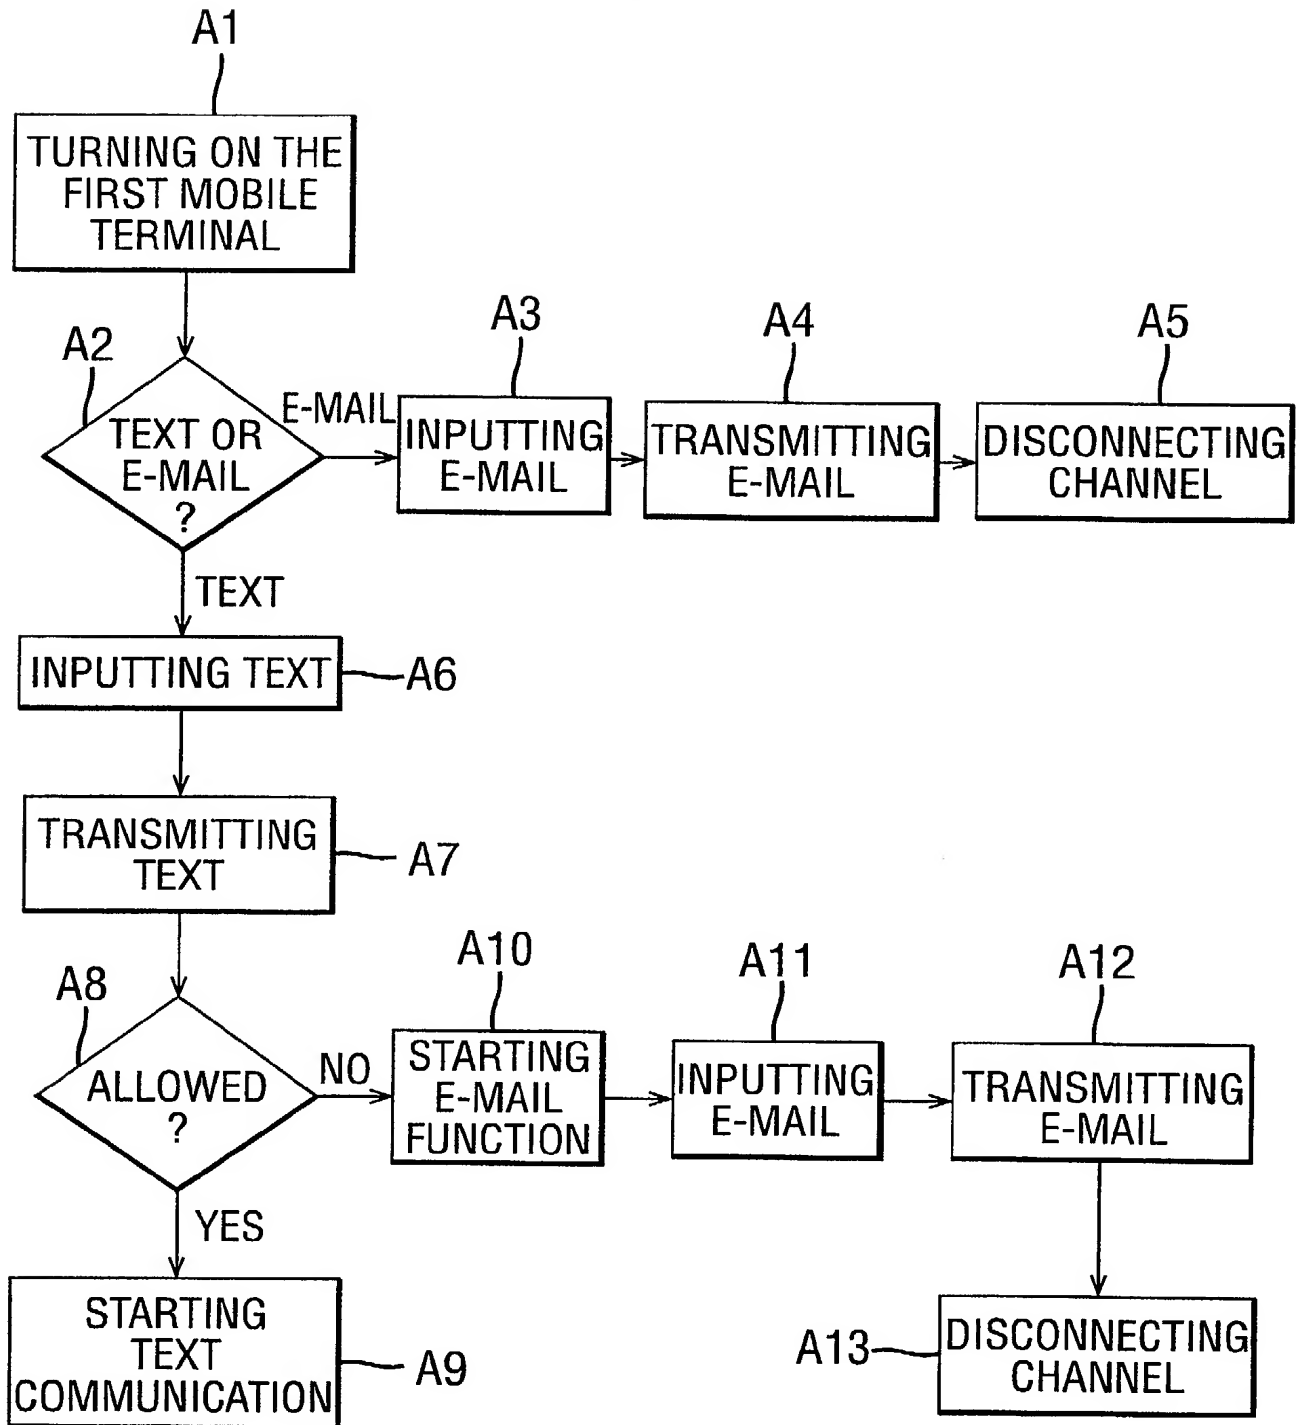 A1
TURNING ON THE
FIRST MOBILE
TERMINAL
A2
TEXT OR
E-MAIL
?
E-MAIL
A3
INPUTTING
E-MAIL
A4
TRANSMITTING
E-MAIL
A5
DISCONNECTING
CHANNEL
TEXT
INPUTTING TEXT
A6
TRANSMITTING
TEXT
A7
A8
ALLOWED
?
NO
A10
STARTING
E-MAIL
FUNCTION
A11
INPUTTING
E-MAIL
A12
TRANSMITTING
E-MAIL
YES
STARTING
TEXT
COMMUNICATION
A9
A13
DISCONNECTING
CHANNEL